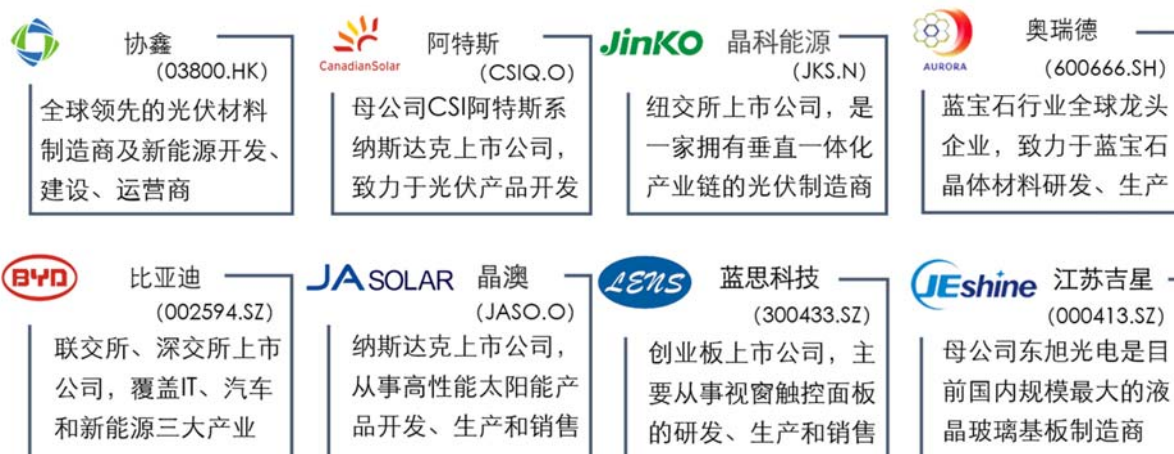 协鑫
(03800.HK)
全球领先的光伏材料
制造商及新能源开发、
建设、运营商
CanadianSolar
阿特斯
(CSIQ.O)
母公司CSI阿特斯系
纳斯达克上市公司，
致力于光伏产品开发
JinKO
晶科能源
(JKS.N)
纽交所上市公司，是
一家拥有垂直一体化
产业链的光伏制造商
AURORA
奥瑞德
(600666.SH)
蓝宝石行业全球龙头
企业，致力于蓝宝石
晶体材料研发、生产
BYD
比亚迪
(002594.SZ)
联交所、深交所上市
公司，覆盖IT、汽车
和新能源三大产业
JA SOLAR
晶澳
(JASO.O)
纳斯达克上市公司，
从事高性能太阳能产
品开发、生产和销售
LENS
蓝思科技
(300433.SZ)
创业板上市公司，主
要从事视窗触控面板
的研发、生产和销售
JEshine
江苏吉星
(000413.SZ)
母公司东旭光电是目
前国内规模最大的液
晶玻璃基板制造商